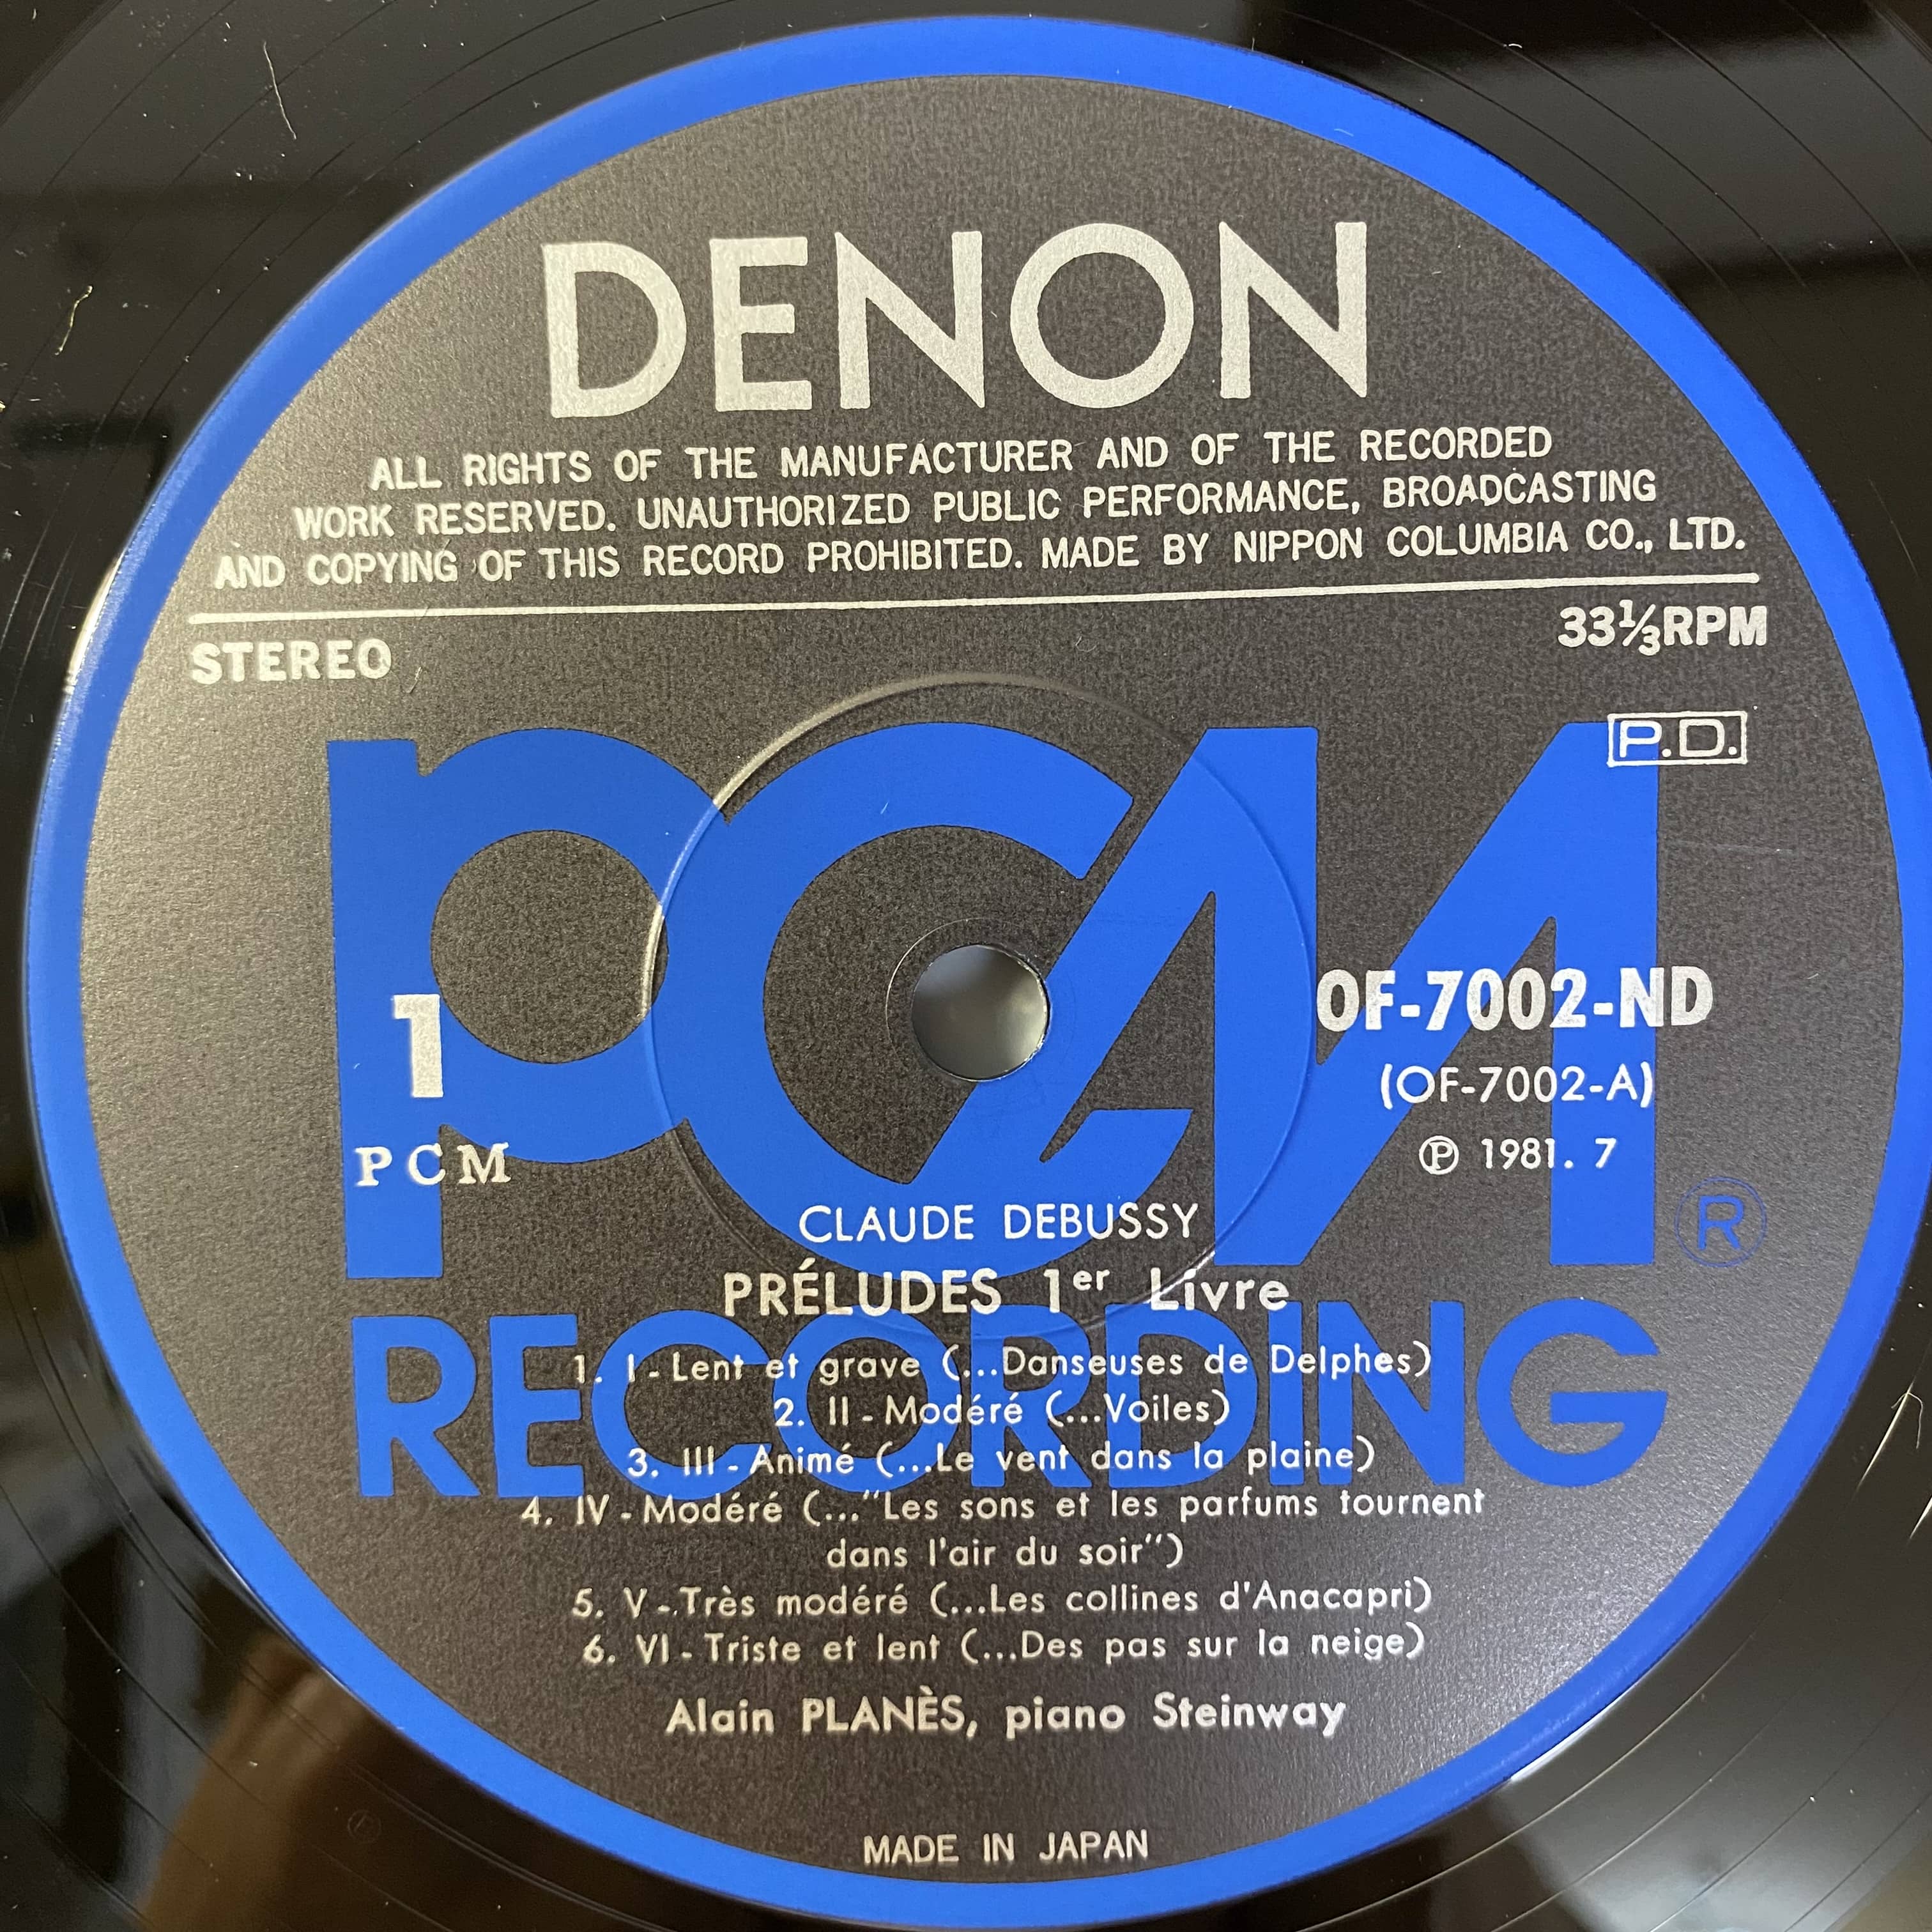 DENON
ALL RIGHTS OF THE MANUFACTURER AND OF THE RECORDED
WORK RESERVED. UNAUTHORIZED PUBLIC PERFORMANCE, BROADCASTING
AND COPYING OF THIS RECORD PROHIBITED. MADE BY NIPPON COLUMBIA CO., LTD.
STEREO
33⅓RPM
P.D.
PCM
RECORDING
®
1
PCM
OF-7002-ND
(OF-7002-A)
℗ 1981. 7
CLAUDE DEBUSSY
PRÉLUDES 1er Livre
1. I - Lent et grave (...Danseuses de Delphes)
2. II - Modéré (...Voiles)
3. III - Animé (...Le vent dans la plaine)
4. IV - Modéré (..."Les sons et les parfums tournent
dans l'air du soir")
5. V - Très modéré (...Les collines d'Anacapri)
6. VI - Triste et lent (...Des pas sur la neige)
Alain PLANÈS, piano Steinway
MADE IN JAPAN